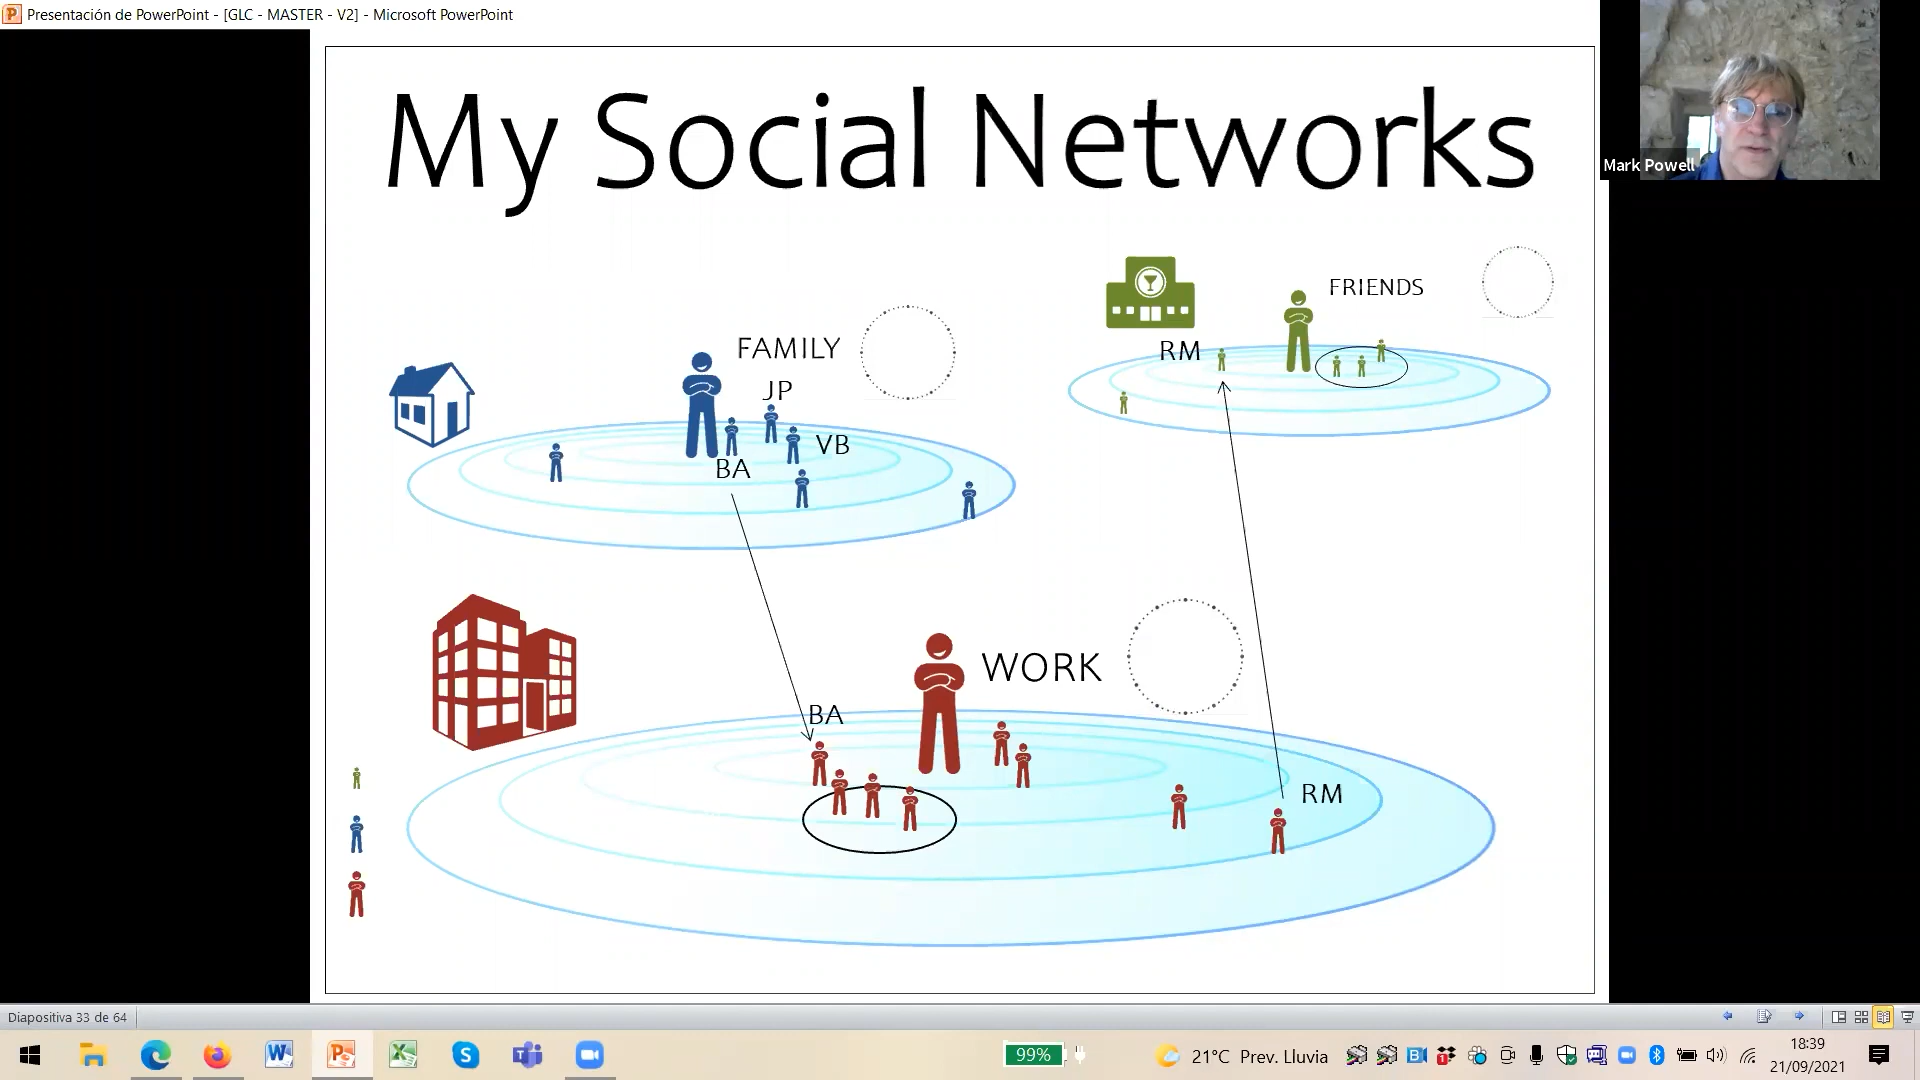 Presentación de PowerPoint - [GLC - MASTER - V2] - Microsoft PowerPoint
My Social Networks
Mark Powell
FRIENDS
RM
FAMILY
JP
VB
BA
WORK
BA
RM
Diapositiva 33 de 64
99%
21°C Prev. Lluvia
18:39
21/09/2021